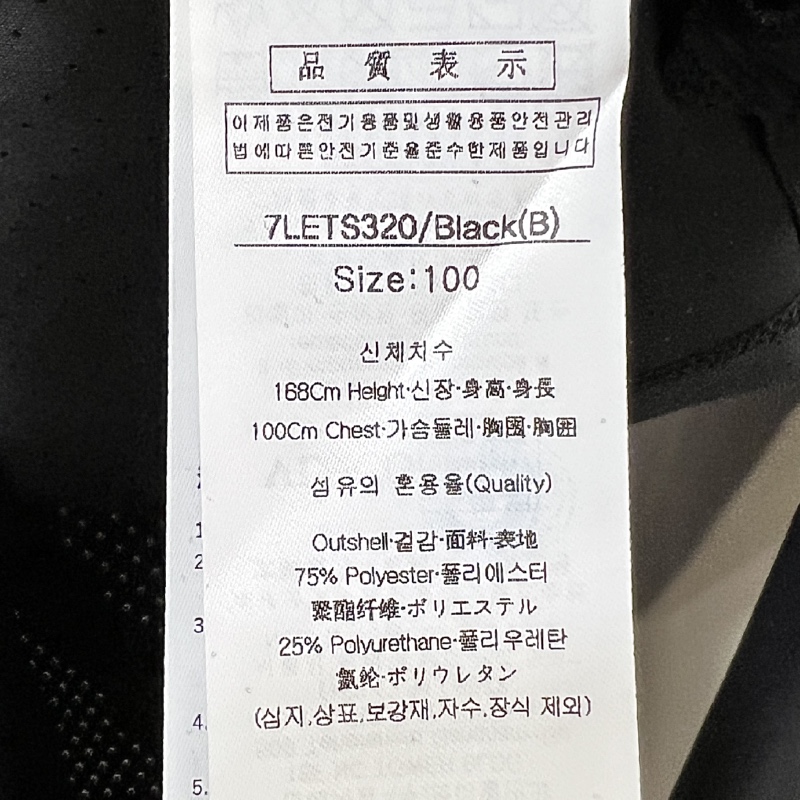 品質表示
이제품은전기용품및생활용품안전관리
법에따른안전기준을준수한제품입니다
7LETS320/Black(B)
Size:100
신체치수
168Cm Height·신장·身高·身長
100Cm Chest·가슴둘레·胸围·胸囲
섬유의 혼용율(Quality)
Outshell·겉감·面料·表地
75% Polyester·폴리에스터
聚酯纤维·ポリエステル
25% Polyurethane·폴리우레탄
氨纶·ポリウレタン
(심지,상표,보강재,자수,장식 제외)
1
2
3
4.
5.